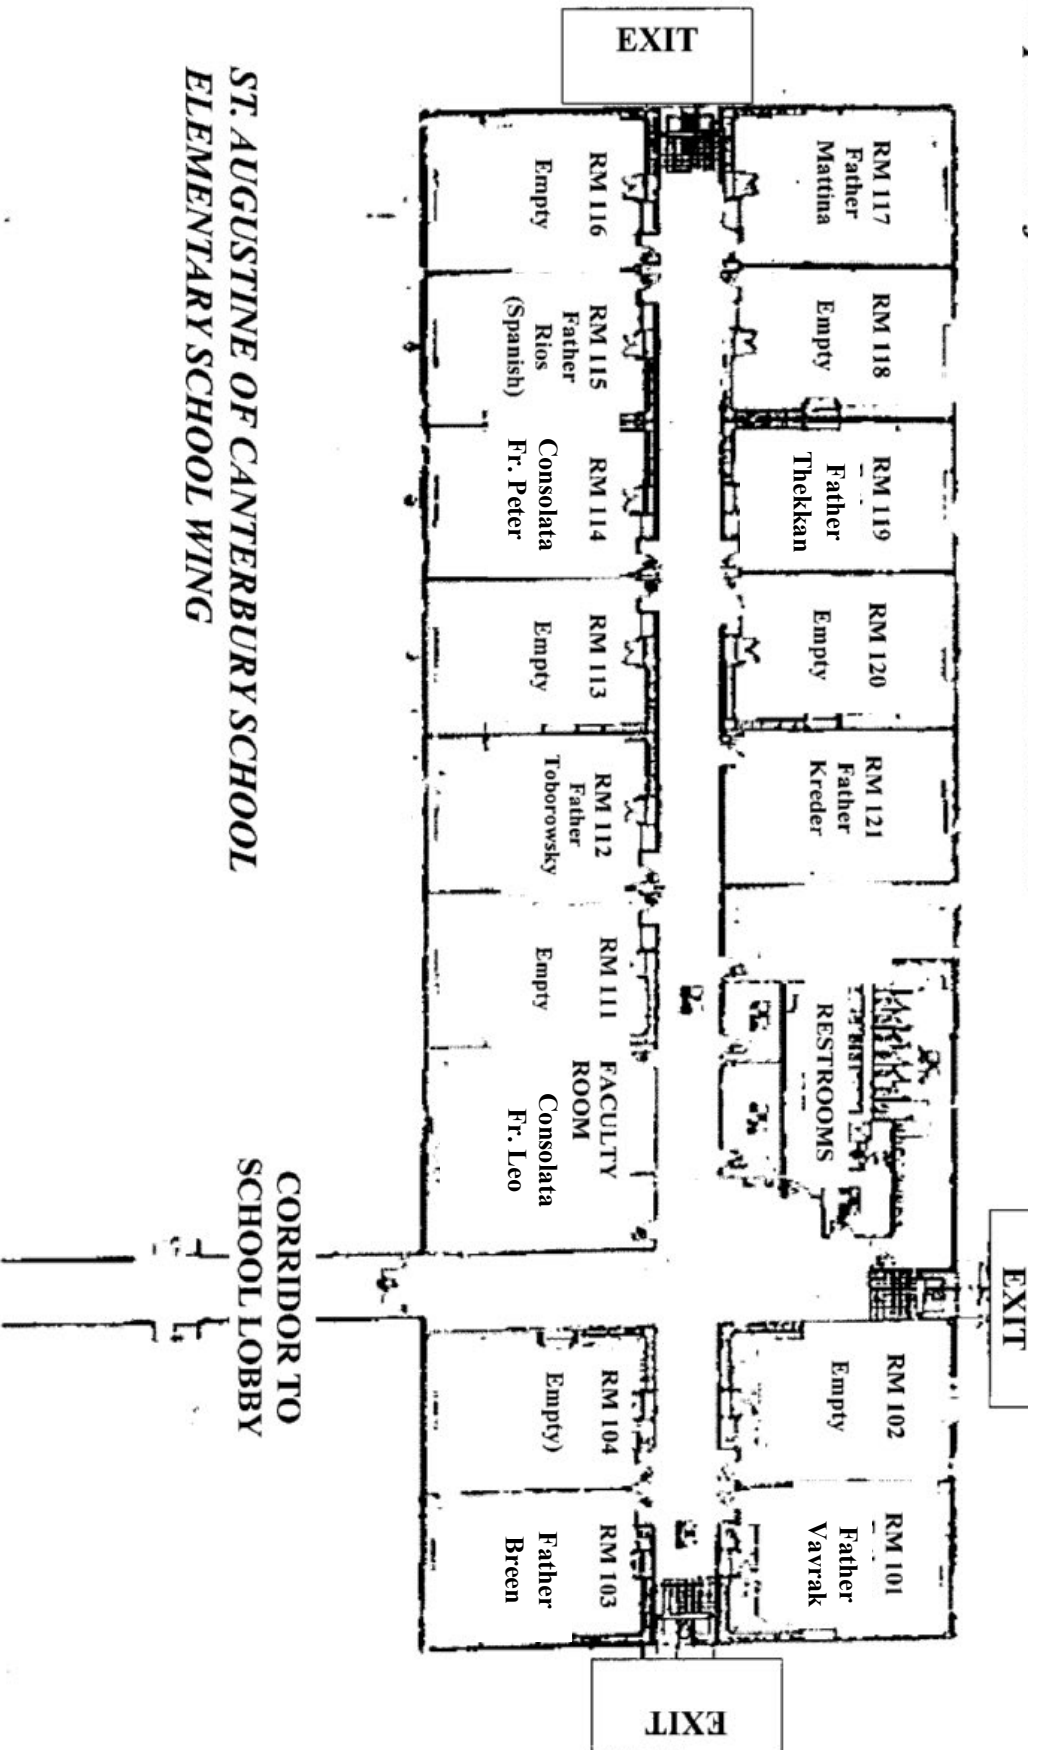 EXIT
RM 117
Father
Mattina
RM 118
Empty
RM 119
Father
Thekkan
RM 120
Empty
RM 121
Father
Kreder
RESTROOMS
EXIT
RM 102
Empty
RM 101
Father
Vavrak
RM 116
Empty
RM 115
Father
Rios
(Spanish)
RM 114
Consolata
Fr. Peter
RM 113
Empty
RM 112
Father
Toborowsky
RM 111
Empty
FACULTY
ROOM
Consolata
Fr. Leo
RM 104
Empty)
RM 103
Father
Breen
EXIT
CORRIDOR TO
SCHOOL LOBBY
ST. AUGUSTINE OF CANTERBURY SCHOOL
ELEMENTARY SCHOOL WING